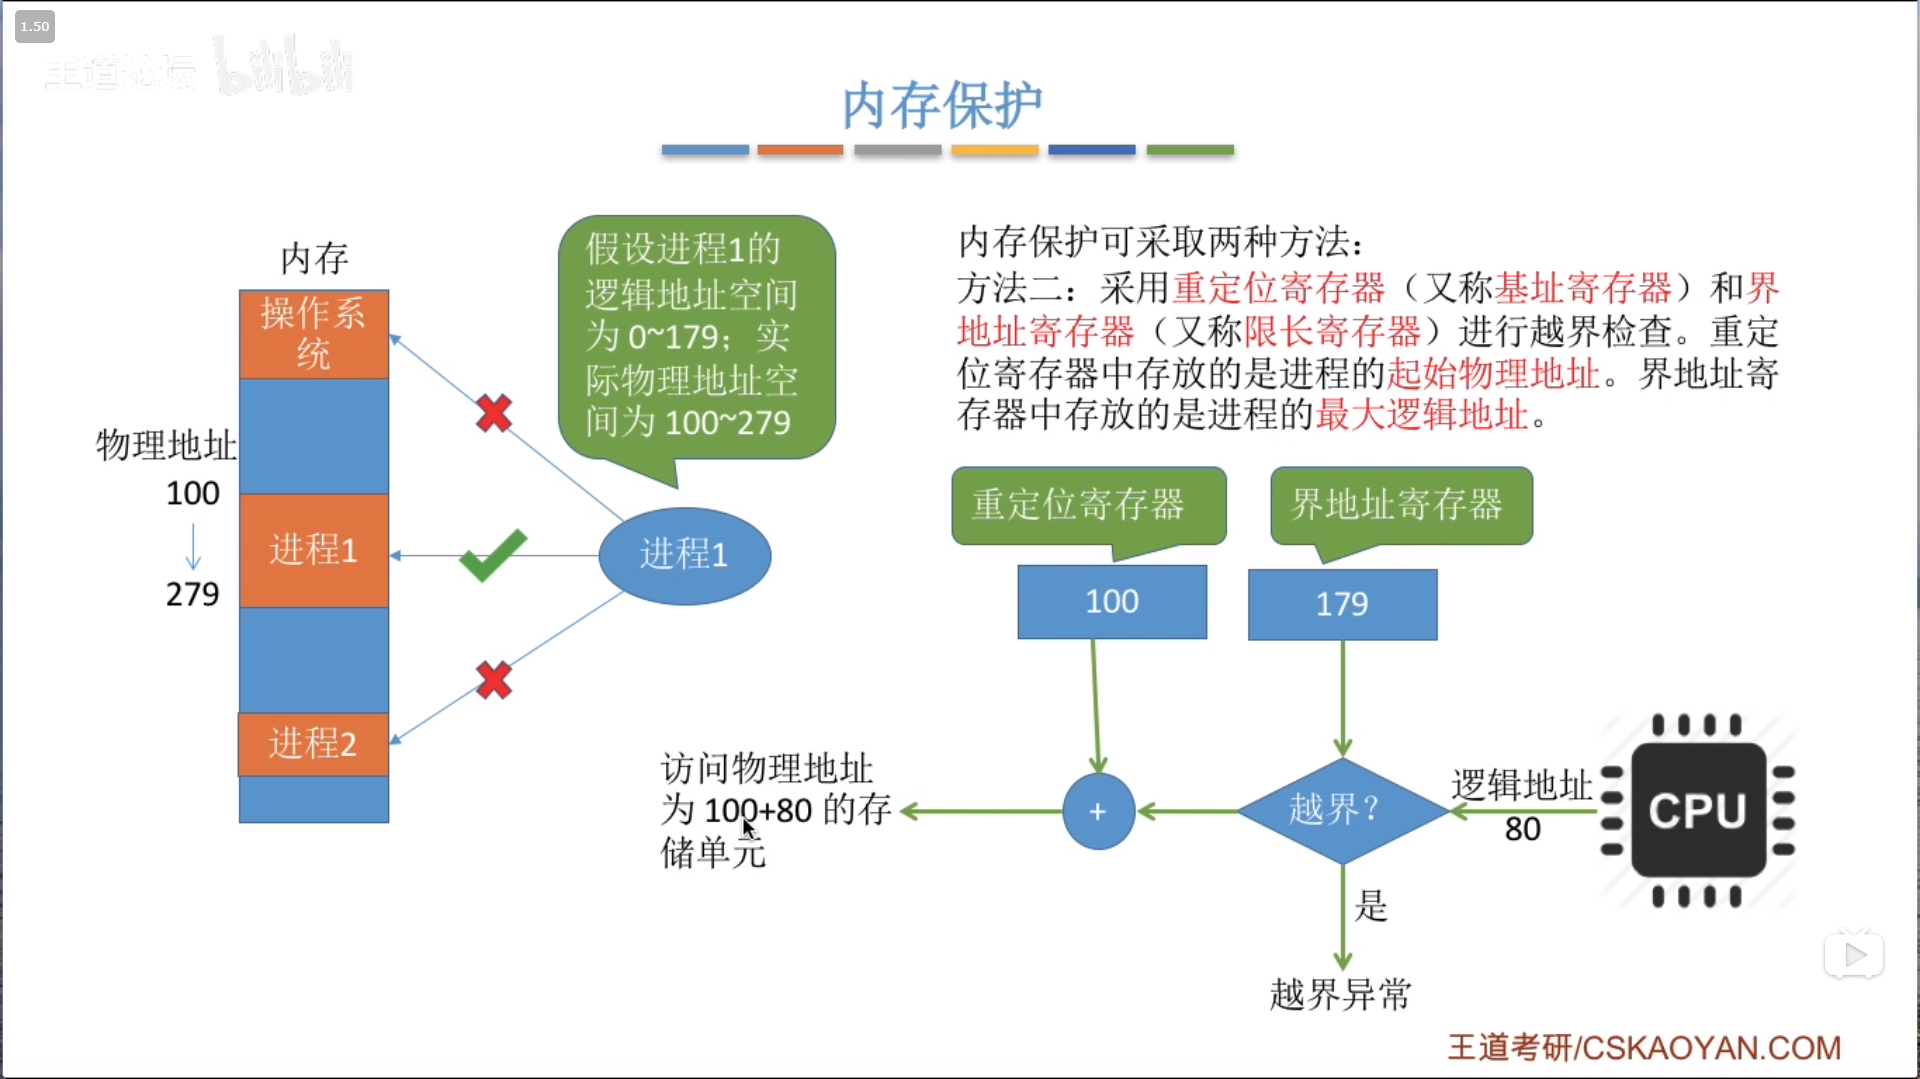 1.50
王道论坛 bilibili
内存保护
内存
操作系
统
物理地址
100
279
进程1
进程2
假设进程1的
逻辑地址空间
为 0~179；实
际物理地址空
间为 100~279
进程1
内存保护可采取两种方法：
方法二：采用重定位寄存器（又称基址寄存器）和界
地址寄存器（又称限长寄存器）进行越界检查。重定
位寄存器中存放的是进程的起始物理地址。界地址寄
存器中存放的是进程的最大逻辑地址。
重定位寄存器
界地址寄存器
100
179
访问物理地址
为 100+80 的存
储单元
+
越界？
逻辑地址
80
CPU
是
越界异常
王道考研/CSKAOYAN.COM